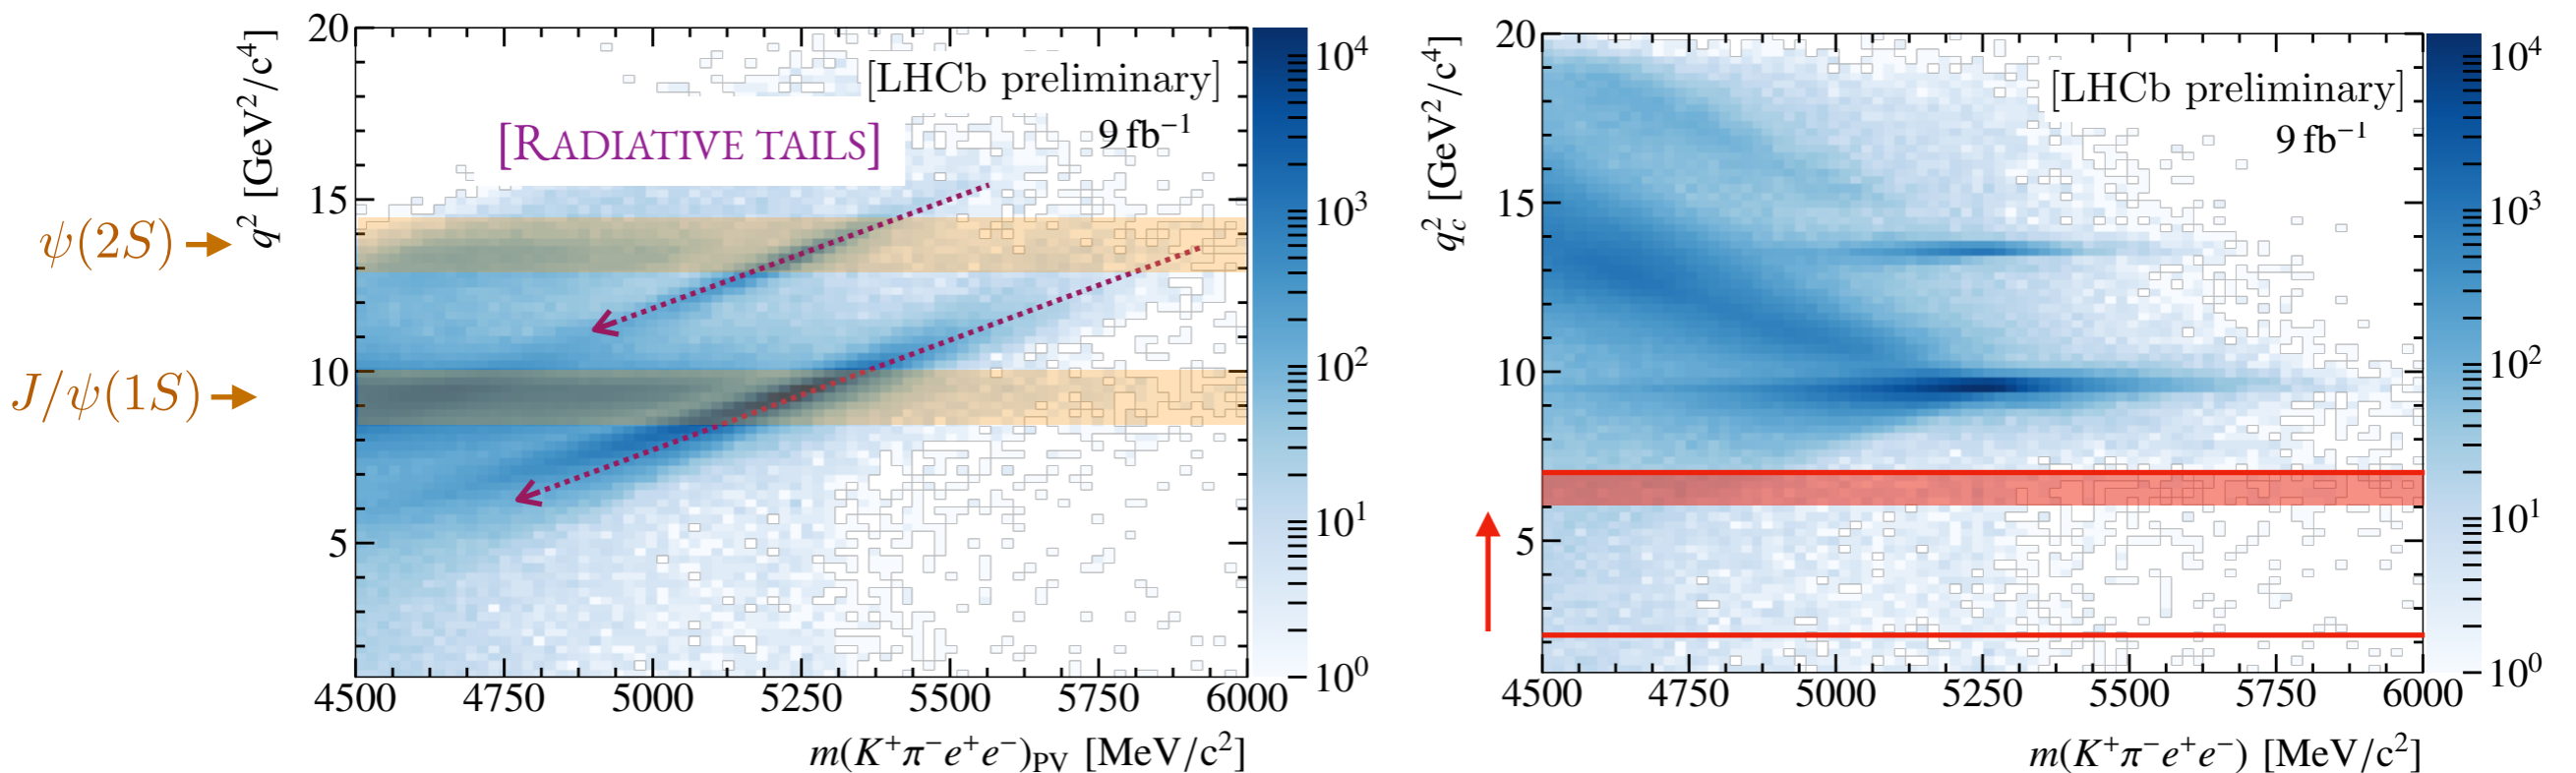 20
15
10
5
q² [GeV²/c⁴]
[LHCb preliminary]
9 fb⁻¹
[RADIATIVE TAILS]
ψ(2S)
J/ψ(1S)
4500 4750 5000 5250 5500 5750 6000
m(K⁺π⁻e⁺e⁻)PV [MeV/c²]
10⁴
10³
10²
10¹
10⁰
20
15
10
5
q²c [GeV²/c⁴]
[LHCb preliminary]
9 fb⁻¹
4500 4750 5000 5250 5500 5750 6000
m(K⁺π⁻e⁺e⁻) [MeV/c²]
10⁴
10³
10²
10¹
10⁰